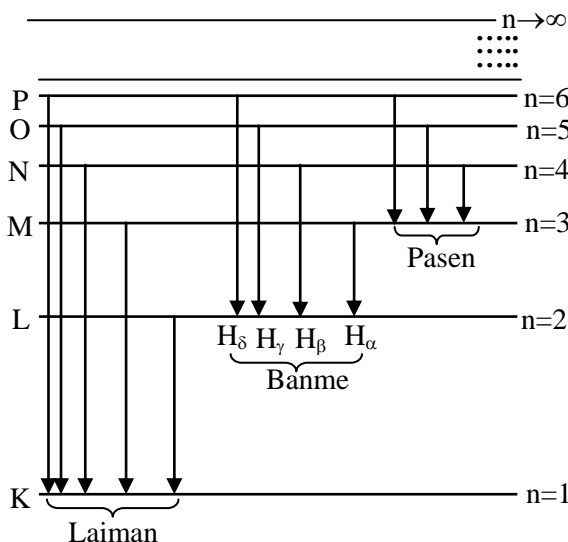 n→∞
P n=6
O n=5
N n=4
M n=3
Pasen
L n=2
Hδ Hγ Hβ Hα
Banme
K n=1
Laiman